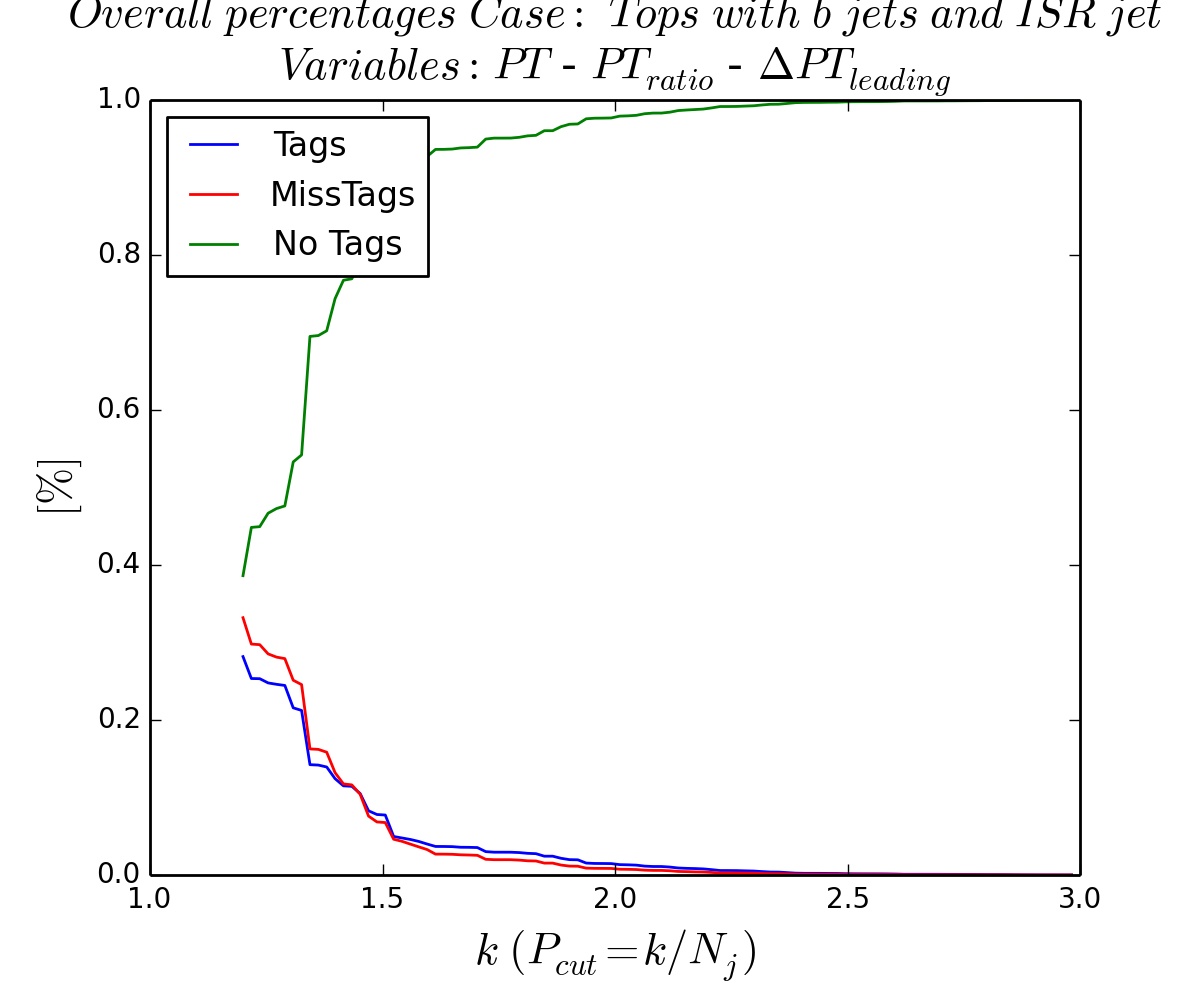 Overall percentages Case: Tops with b jets and ISR jet
Variables: PT - PT_ratio - ΔPT_leading
1.0
Tags
MissTags
No Tags
0.8
0.6
[%]
0.4
0.2
0.0
1.0 1.5 2.0 2.5 3.0
k (P_cut = k/N_j)